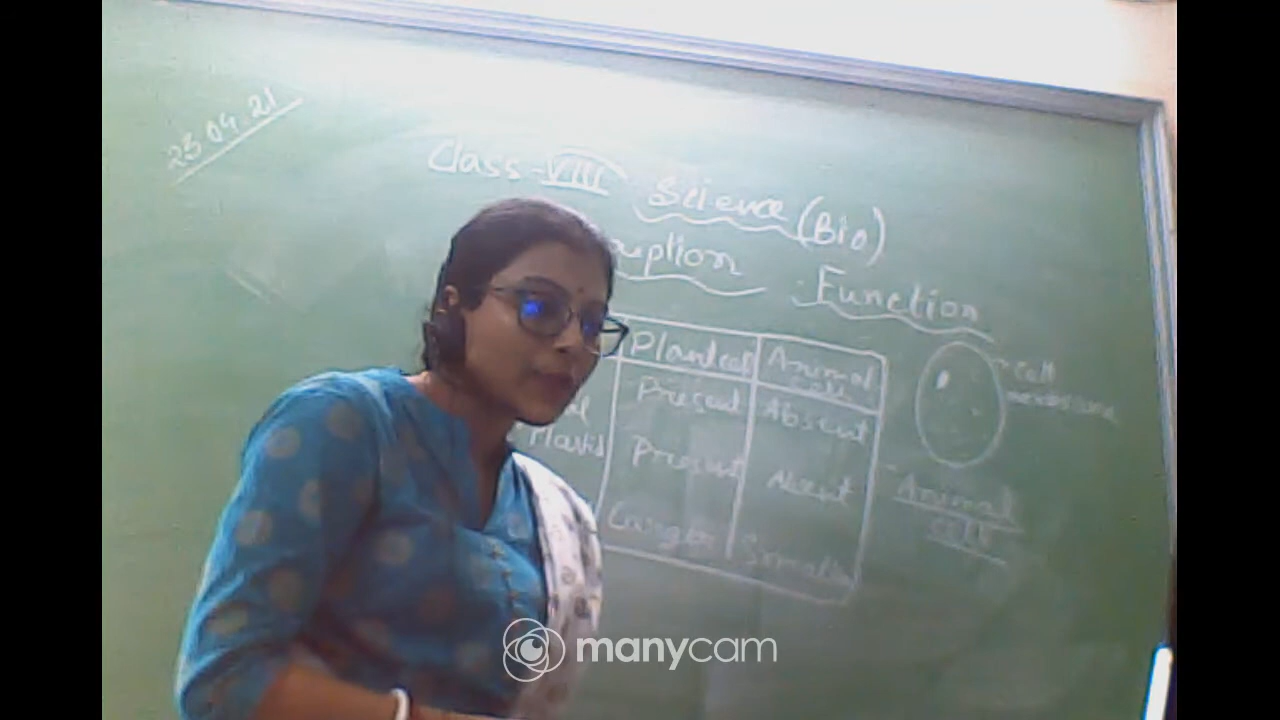 23.04.21
Class-VIII
Science (Bio)
Function
Plant cell Animal cell
Present Absent
Plastid Present Absent
Larger Smaller
cell
membrane
Animal
cell
manycam